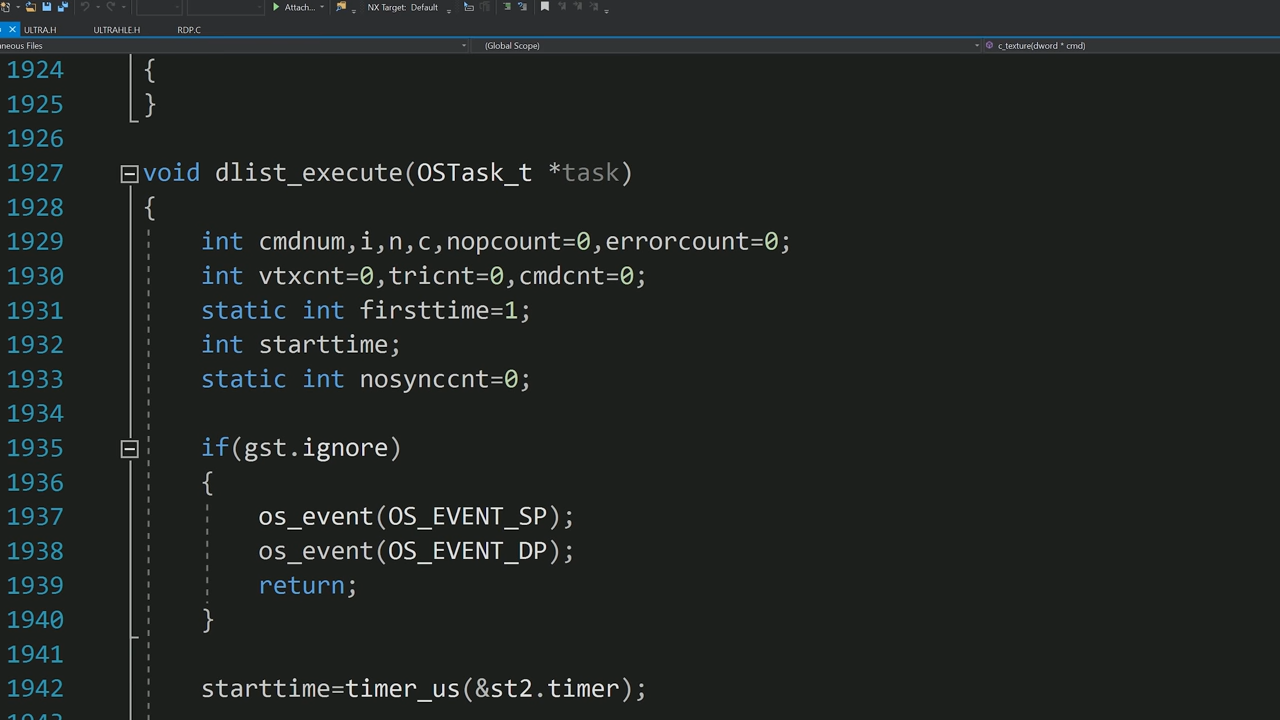 Attach...
NX Target: Default
ULTRA.H
ULTRAHLE.H
RDP.C
aneous Files
(Global Scope)
c_texture(dword * cmd)
1924 {
1925 }
1926
1927 void dlist_execute(OSTask_t *task)
1928 {
1929 int cmdnum,i,n,c,nopcount=0,errorcount=0;
1930 int vtxcnt=0,tricnt=0,cmdcnt=0;
1931 static int firsttime=1;
1932 int starttime;
1933 static int nosynccnt=0;
1934
1935 if(gst.ignore)
1936 {
1937 os_event(OS_EVENT_SP);
1938 os_event(OS_EVENT_DP);
1939 return;
1940 }
1941
1942 starttime=timer_us(&st2.timer);